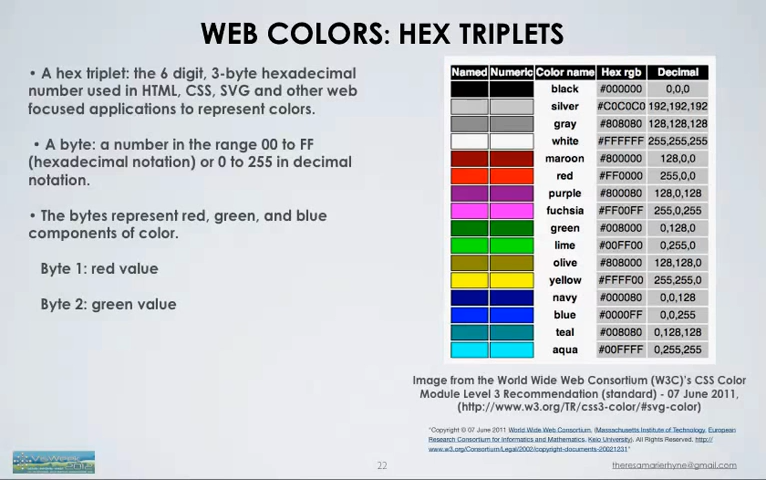 WEB COLORS: HEX TRIPLETS
• A hex triplet: the 6 digit, 3-byte hexadecimal
number used in HTML, CSS, SVG and other web
focused applications to represent colors.
• A byte: a number in the range 00 to FF
(hexadecimal notation) or 0 to 255 in decimal
notation.
• The bytes represent red, green, and blue
components of color.
Byte 1: red value
Byte 2: green value
Named Numeric Color name Hex rgb Decimal
black #000000 0,0,0
silver #C0C0C0 192,192,192
gray #808080 128,128,128
white #FFFFFF 255,255,255
maroon #800000 128,0,0
red #FF0000 255,0,0
purple #800080 128,0,128
fuchsia #FF00FF 255,0,255
green #008000 0,128,0
lime #00FF00 0,255,0
olive #808000 128,128,0
yellow #FFFF00 255,255,0
navy #000080 0,0,128
blue #0000FF 0,0,255
teal #008080 0,128,128
aqua #00FFFF 0,255,255
Image from the World Wide Web Consortium (W3C)'s CSS Color
Module Level 3 Recommendation (standard) - 07 June 2011,
(http://www.w3.org/TR/css3-color/#svg-color)
"Copyright © 07 June 2011 World Wide Web Consortium, (Massachusetts Institute of Technology, European
Research Consortium for Informatics and Mathematics, Keio University). All Rights Reserved. http://
www.w3.org/Consortium/Legal/2002/copyright-documents-20021231"
22
theresamarierhyne@gmail.com